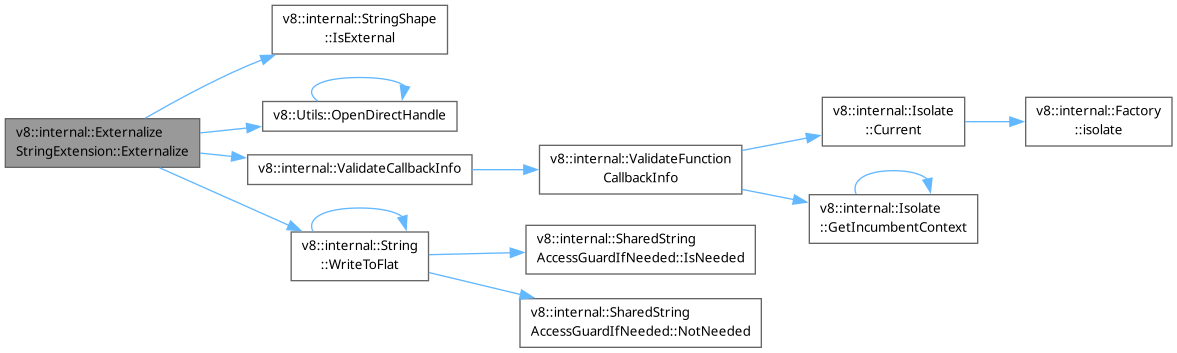 v8::internal::StringShape
::IsExternal
v8::Utils::OpenDirectHandle
v8::internal::Externalize
StringExtension::Externalize
v8::internal::ValidateCallbackInfo
v8::internal::ValidateFunction
CallbackInfo
v8::internal::Isolate
::Current
v8::internal::Factory
::isolate
v8::internal::Isolate
::GetIncumbentContext
v8::internal::String
::WriteToFlat
v8::internal::SharedString
AccessGuardIfNeeded::IsNeeded
v8::internal::SharedString
AccessGuardIfNeeded::NotNeeded